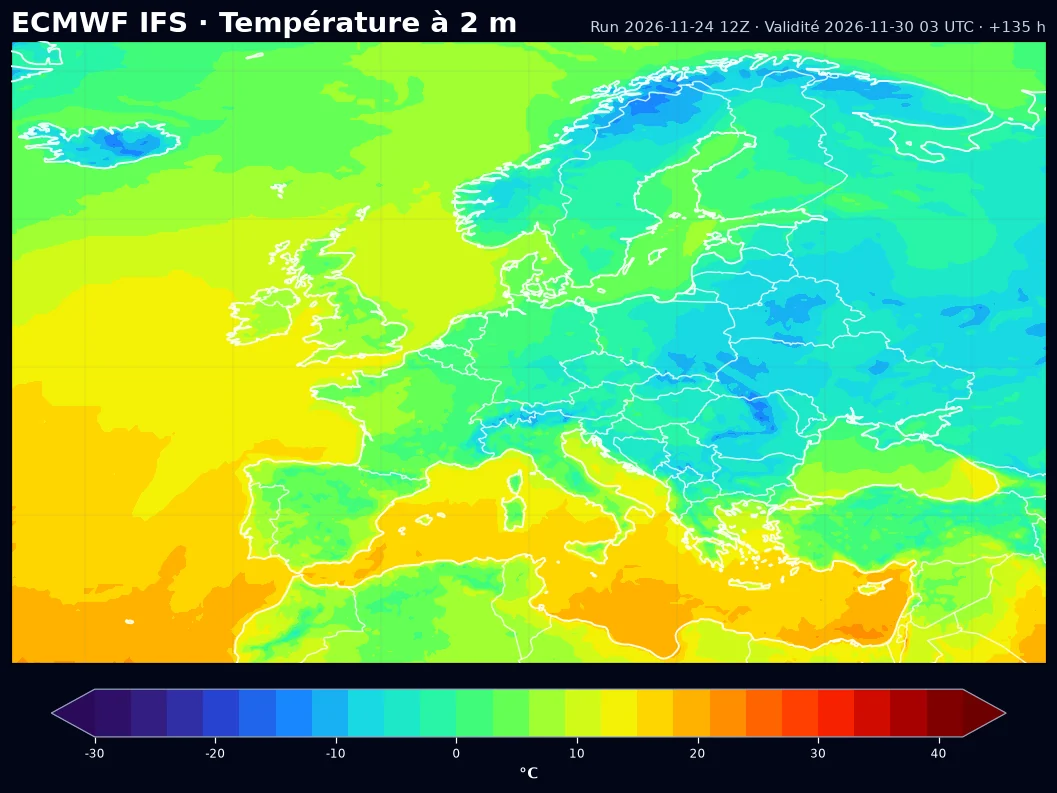 ECMWF IFS · Température à 2 m
Run 2026-11-24 12Z · Validité 2026-11-30 03 UTC · +135 h
-30 -20 -10 0 10 20 30 40
°C